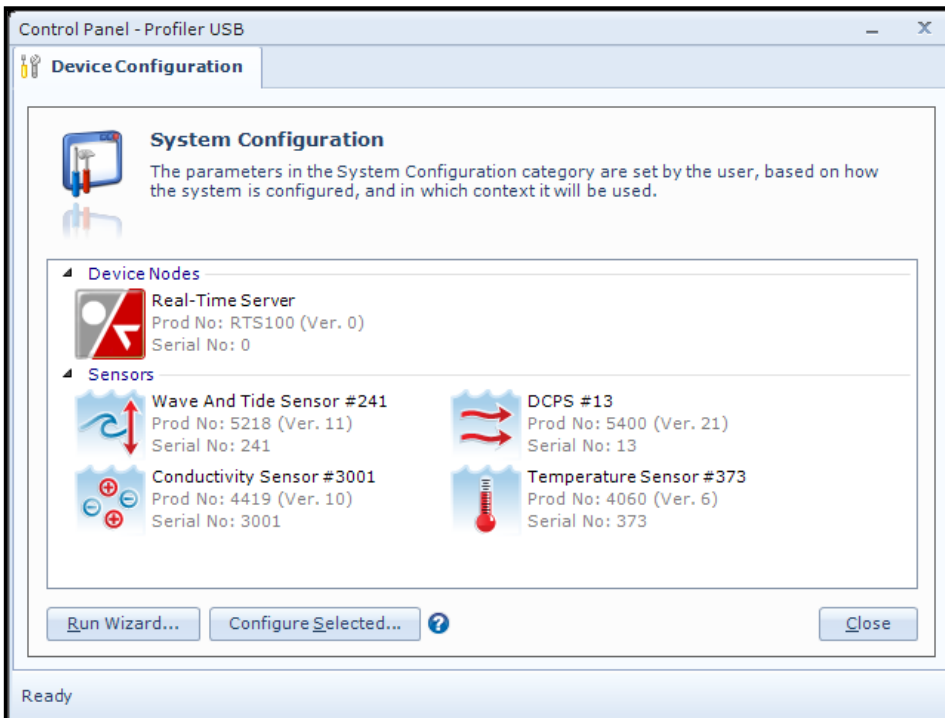 Control Panel - Profiler USB
Device Configuration
System Configuration
The parameters in the System Configuration category are set by the user, based on how
the system is configured, and in which context it will be used.
Device Nodes
Real-Time Server
Prod No: RTS100 (Ver. 0)
Serial No: 0
Sensors
Wave And Tide Sensor #241
Prod No: 5218 (Ver. 11)
Serial No: 241
DCPS #13
Prod No: 5400 (Ver. 21)
Serial No: 13
Conductivity Sensor #3001
Prod No: 4419 (Ver. 10)
Serial No: 3001
Temperature Sensor #373
Prod No: 4060 (Ver. 6)
Serial No: 373
Run Wizard...
Configure Selected...
Close
Ready